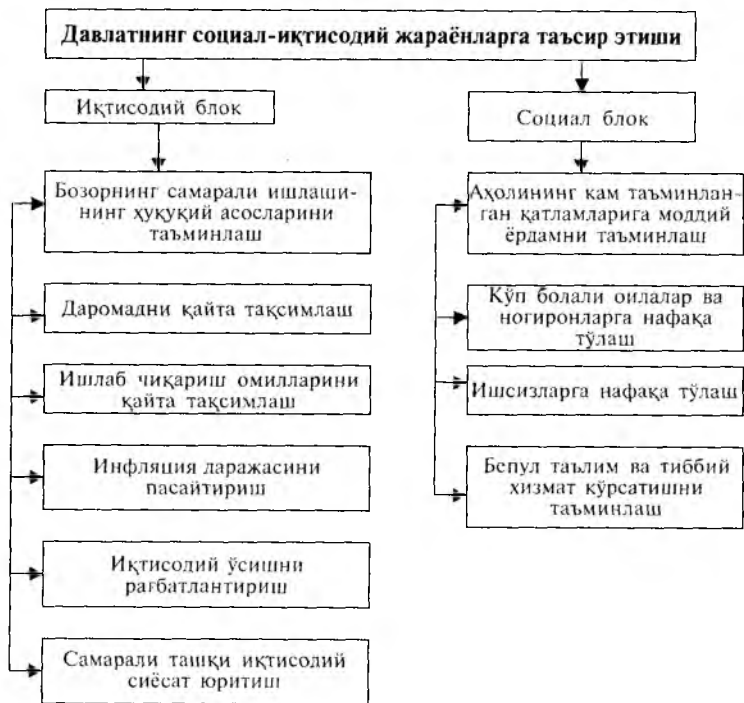 Давлатнинг социал-иқтисодий жараёнларга таъсир этиши
Иқтисодий блок
Бозорнинг самарали ишлаши-
нинг ҳуқуқий асосларини
таъминлаш
Даромадни қайта тақсимлаш
Ишлаб чиқариш омилларини
қайта тақсимлаш
Инфляция даражасини
пасайтириш
Иқтисодий ўсишни
рағбатлантириш
Самарали ташқи иқтисодий
сиёсат юритиш
Социал блок
Аҳолининг кам таъминлан-
ган қатламларига моддий
ёрдамни таъминлаш
Кўп болали оилалар ва
ногиронларга нафақа
тўлаш
Ишсизларга нафақа тўлаш
Бепул таълим ва тиббий
хизмат кўрсатишни
таъминлаш